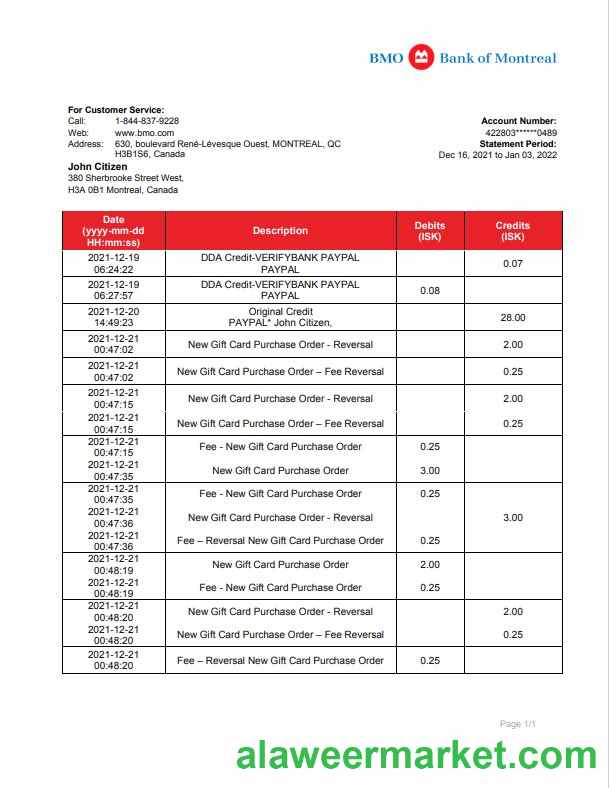 BMO Bank of Montreal
For Customer Service:
Call: 1-844-837-9228
Web: www.bmo.com
Address: 630, boulevard René-Lévesque Ouest, MONTREAL, QC
H3B1S6, Canada
John Citizen
380 Sherbrooke Street West,
H3A 0B1 Montreal, Canada
Account Number:
422803******0489
Statement Period:
Dec 16, 2021 to Jan 03, 2022
Date (yyyy-mm-dd HH:mm:ss) Description Debits (ISK) Credits (ISK)
2021-12-19 06:24:22 DDA Credit-VERIFYBANK PAYPAL PAYPAL 0.07
2021-12-19 06:27:57 DDA Credit-VERIFYBANK PAYPAL PAYPAL 0.08
2021-12-20 14:49:23 Original Credit PAYPAL* John Citizen, 28.00
2021-12-21 00:47:02 New Gift Card Purchase Order - Reversal 2.00
2021-12-21 00:47:02 New Gift Card Purchase Order – Fee Reversal 0.25
2021-12-21 00:47:15 New Gift Card Purchase Order - Reversal 2.00
2021-12-21 00:47:15 New Gift Card Purchase Order – Fee Reversal 0.25
2021-12-21 00:47:15 Fee - New Gift Card Purchase Order 0.25
2021-12-21 00:47:35 New Gift Card Purchase Order 3.00
2021-12-21 00:47:35 Fee - New Gift Card Purchase Order 0.25
2021-12-21 00:47:36 New Gift Card Purchase Order - Reversal 3.00
2021-12-21 00:47:36 Fee – Reversal New Gift Card Purchase Order 0.25
2021-12-21 00:48:19 New Gift Card Purchase Order 2.00
2021-12-21 00:48:19 Fee - New Gift Card Purchase Order 0.25
2021-12-21 00:48:20 New Gift Card Purchase Order - Reversal 2.00
2021-12-21 00:48:20 New Gift Card Purchase Order – Fee Reversal 0.25
2021-12-21 00:48:20 Fee – Reversal New Gift Card Purchase Order 0.25
Page 1/1
alaweermarket.com